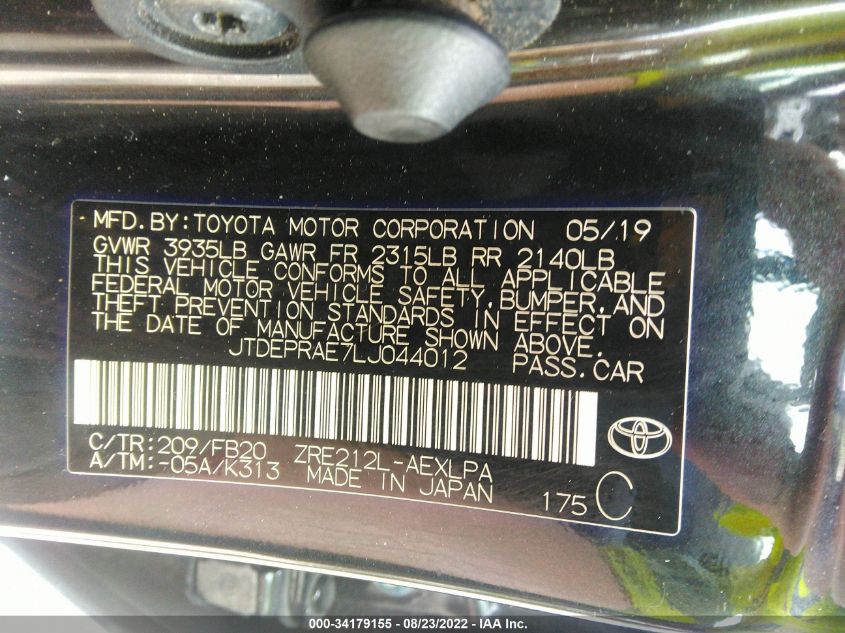 MFD.BY:TOYOTA MOTOR CORPORATION 05/19
GVWR 3935LB GAWR FR 2315LB RR 2140LB
THIS VEHICLE CONFORMS TO ALL APPLICABLE
FEDERAL MOTOR VEHICLE SAFETY,BUMPER,AND
THEFT PREVENTION STANDARDS IN EFFECT ON
THE DATE OF MANUFACTURE SHOWN ABOVE.
JTDEPRAE7LJ044012 PASS.CAR
C/TR:209/FB20 ZRE212L-AEXLPA
A/TM:-05A/K313 MADE IN JAPAN 175 C
000-34179155 - 08/23/2022 - IAA Inc.